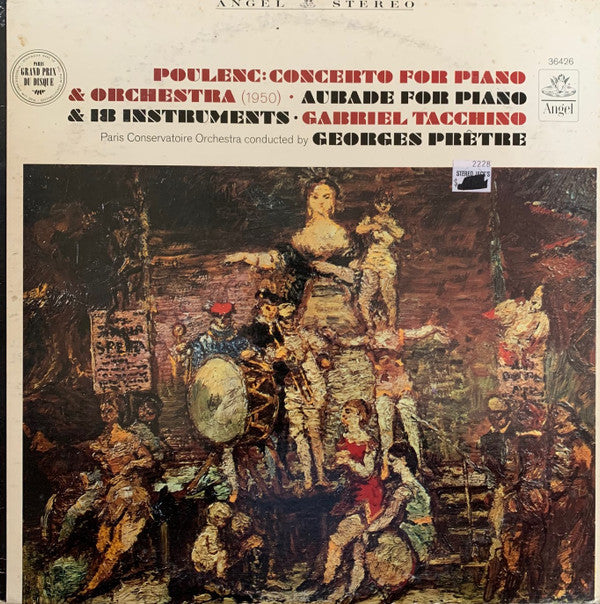 ANGEL STEREO
PARIS
GRAND PRIX
DU DISQUE
36426
Angel
POULENC: CONCERTO FOR PIANO
& ORCHESTRA (1950) · AUBADE FOR PIANO
& 18 INSTRUMENTS · GABRIEL TACCHINO
Paris Conservatoire Orchestra conducted by GEORGES PRÊTRE
2228
STEREO JACK'S
$